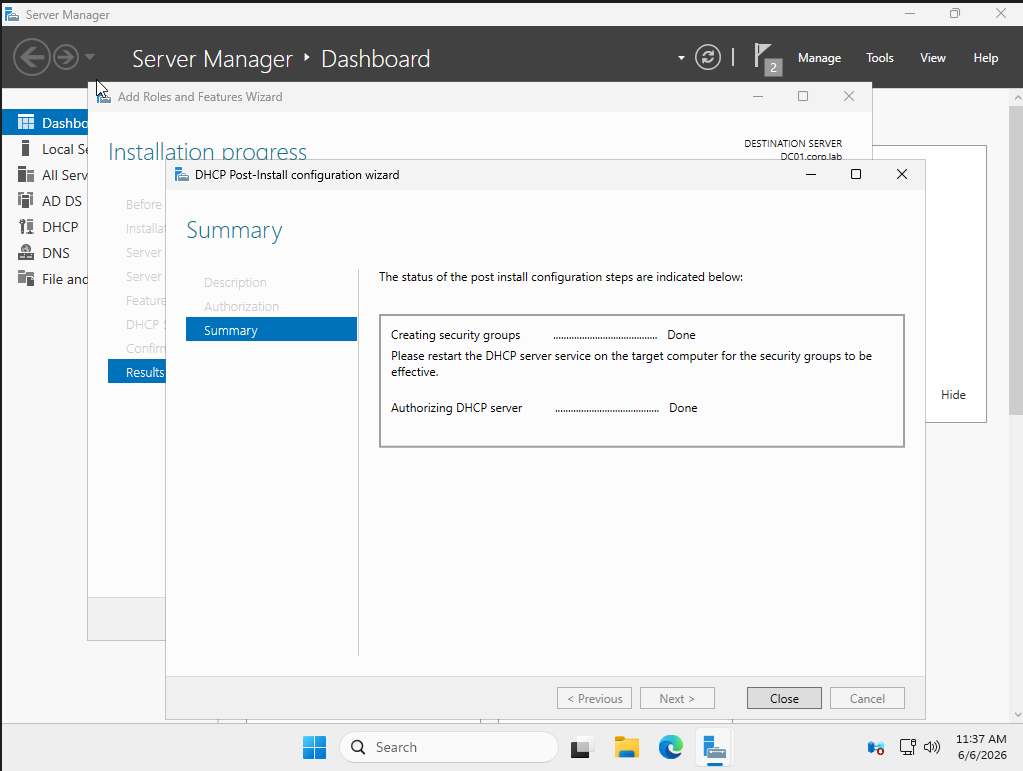 Server Manager
Server Manager ‣ Dashboard
2
Manage
Tools
View
Help
Add Roles and Features Wizard
Installation progress
DESTINATION SERVER
DC01.corp.lab
Dashbo
Local Se
All Serv
AD DS
DHCP
DNS
File and
Before
Installat
Server
Server
Feature
DHCP S
Confirm
Results
DHCP Post-Install configuration wizard
Summary
Description
Authorization
Summary
The status of the post install configuration steps are indicated below:
Creating security groups ........................................ Done
Please restart the DHCP server service on the target computer for the security groups to be
effective.
Authorizing DHCP server ........................................ Done
Hide
< Previous
Next >
Close
Cancel
Search
11:37 AM
6/6/2026